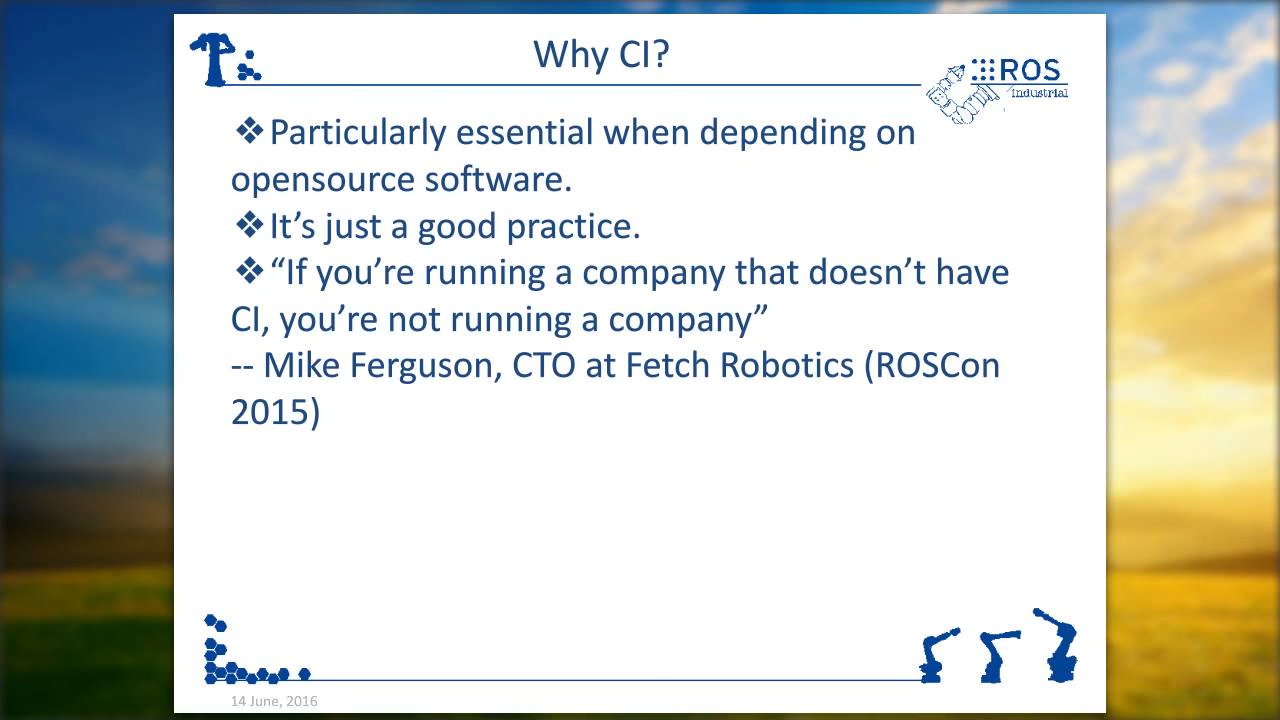 Why CI?
ROS
Industrial
❖Particularly essential when depending on
opensource software.
❖It’s just a good practice.
❖“If you’re running a company that doesn’t have
CI, you’re not running a company”
-- Mike Ferguson, CTO at Fetch Robotics (ROSCon
2015)
14 June, 2016